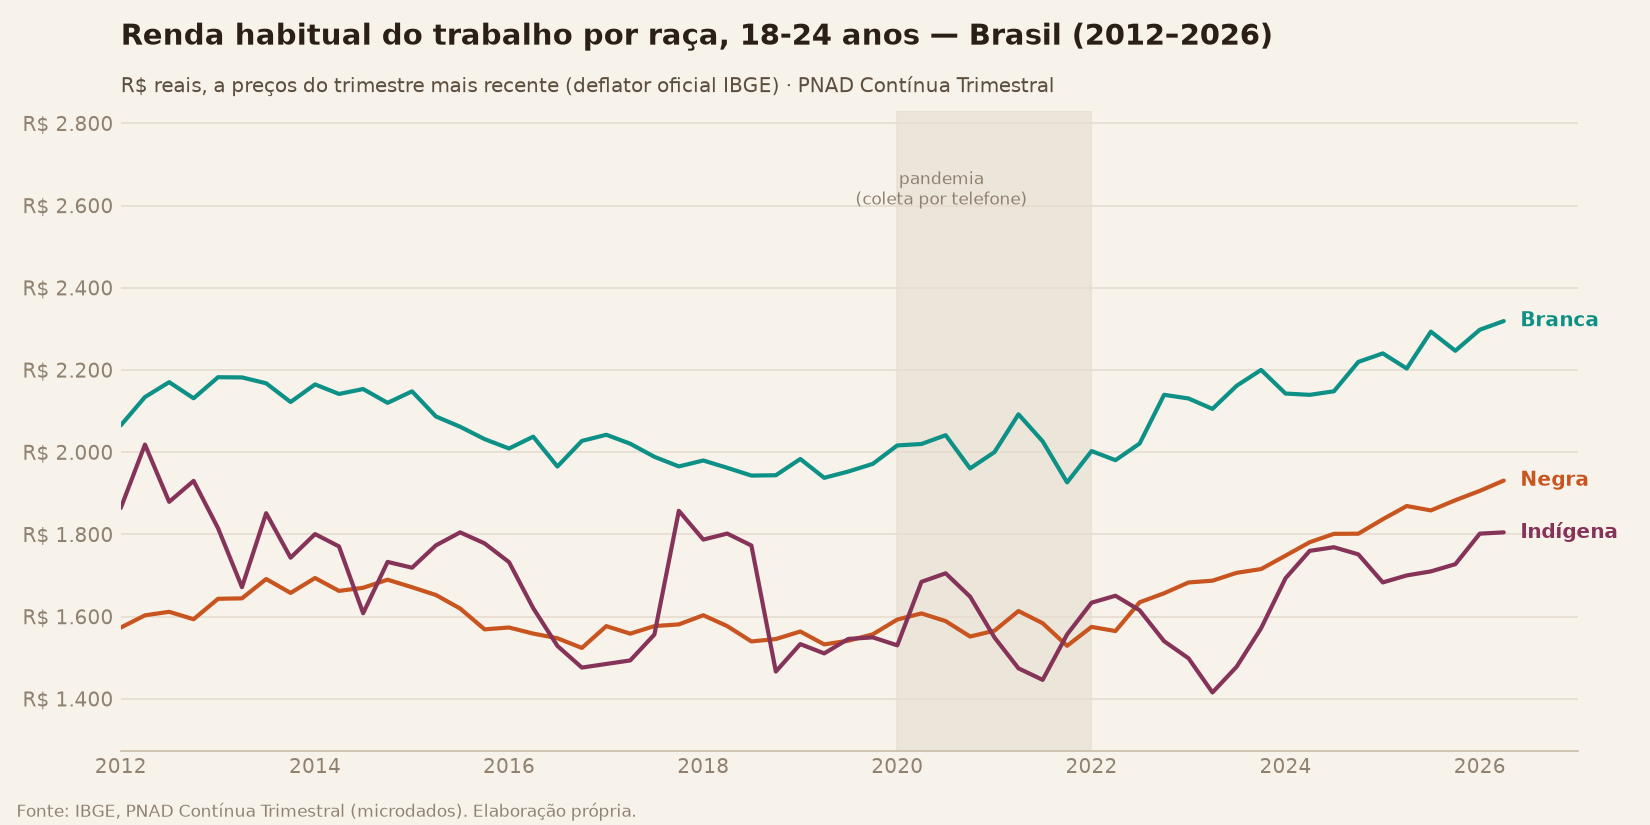 Renda habitual do trabalho por raça, 18-24 anos — Brasil (2012–2026)
R$ reais, a preços do trimestre mais recente (deflator oficial IBGE) · PNAD Contínua Trimestral
R$ 2.800
pandemia
(coleta por telefone)
R$ 2.600
R$ 2.400
Branca
R$ 2.200
R$ 2.000
Negra
R$ 1.800
Indígena
R$ 1.600
R$ 1.400
2012 2014 2016 2018 2020 2022 2024 2026
Fonte: IBGE, PNAD Contínua Trimestral (microdados). Elaboração própria.